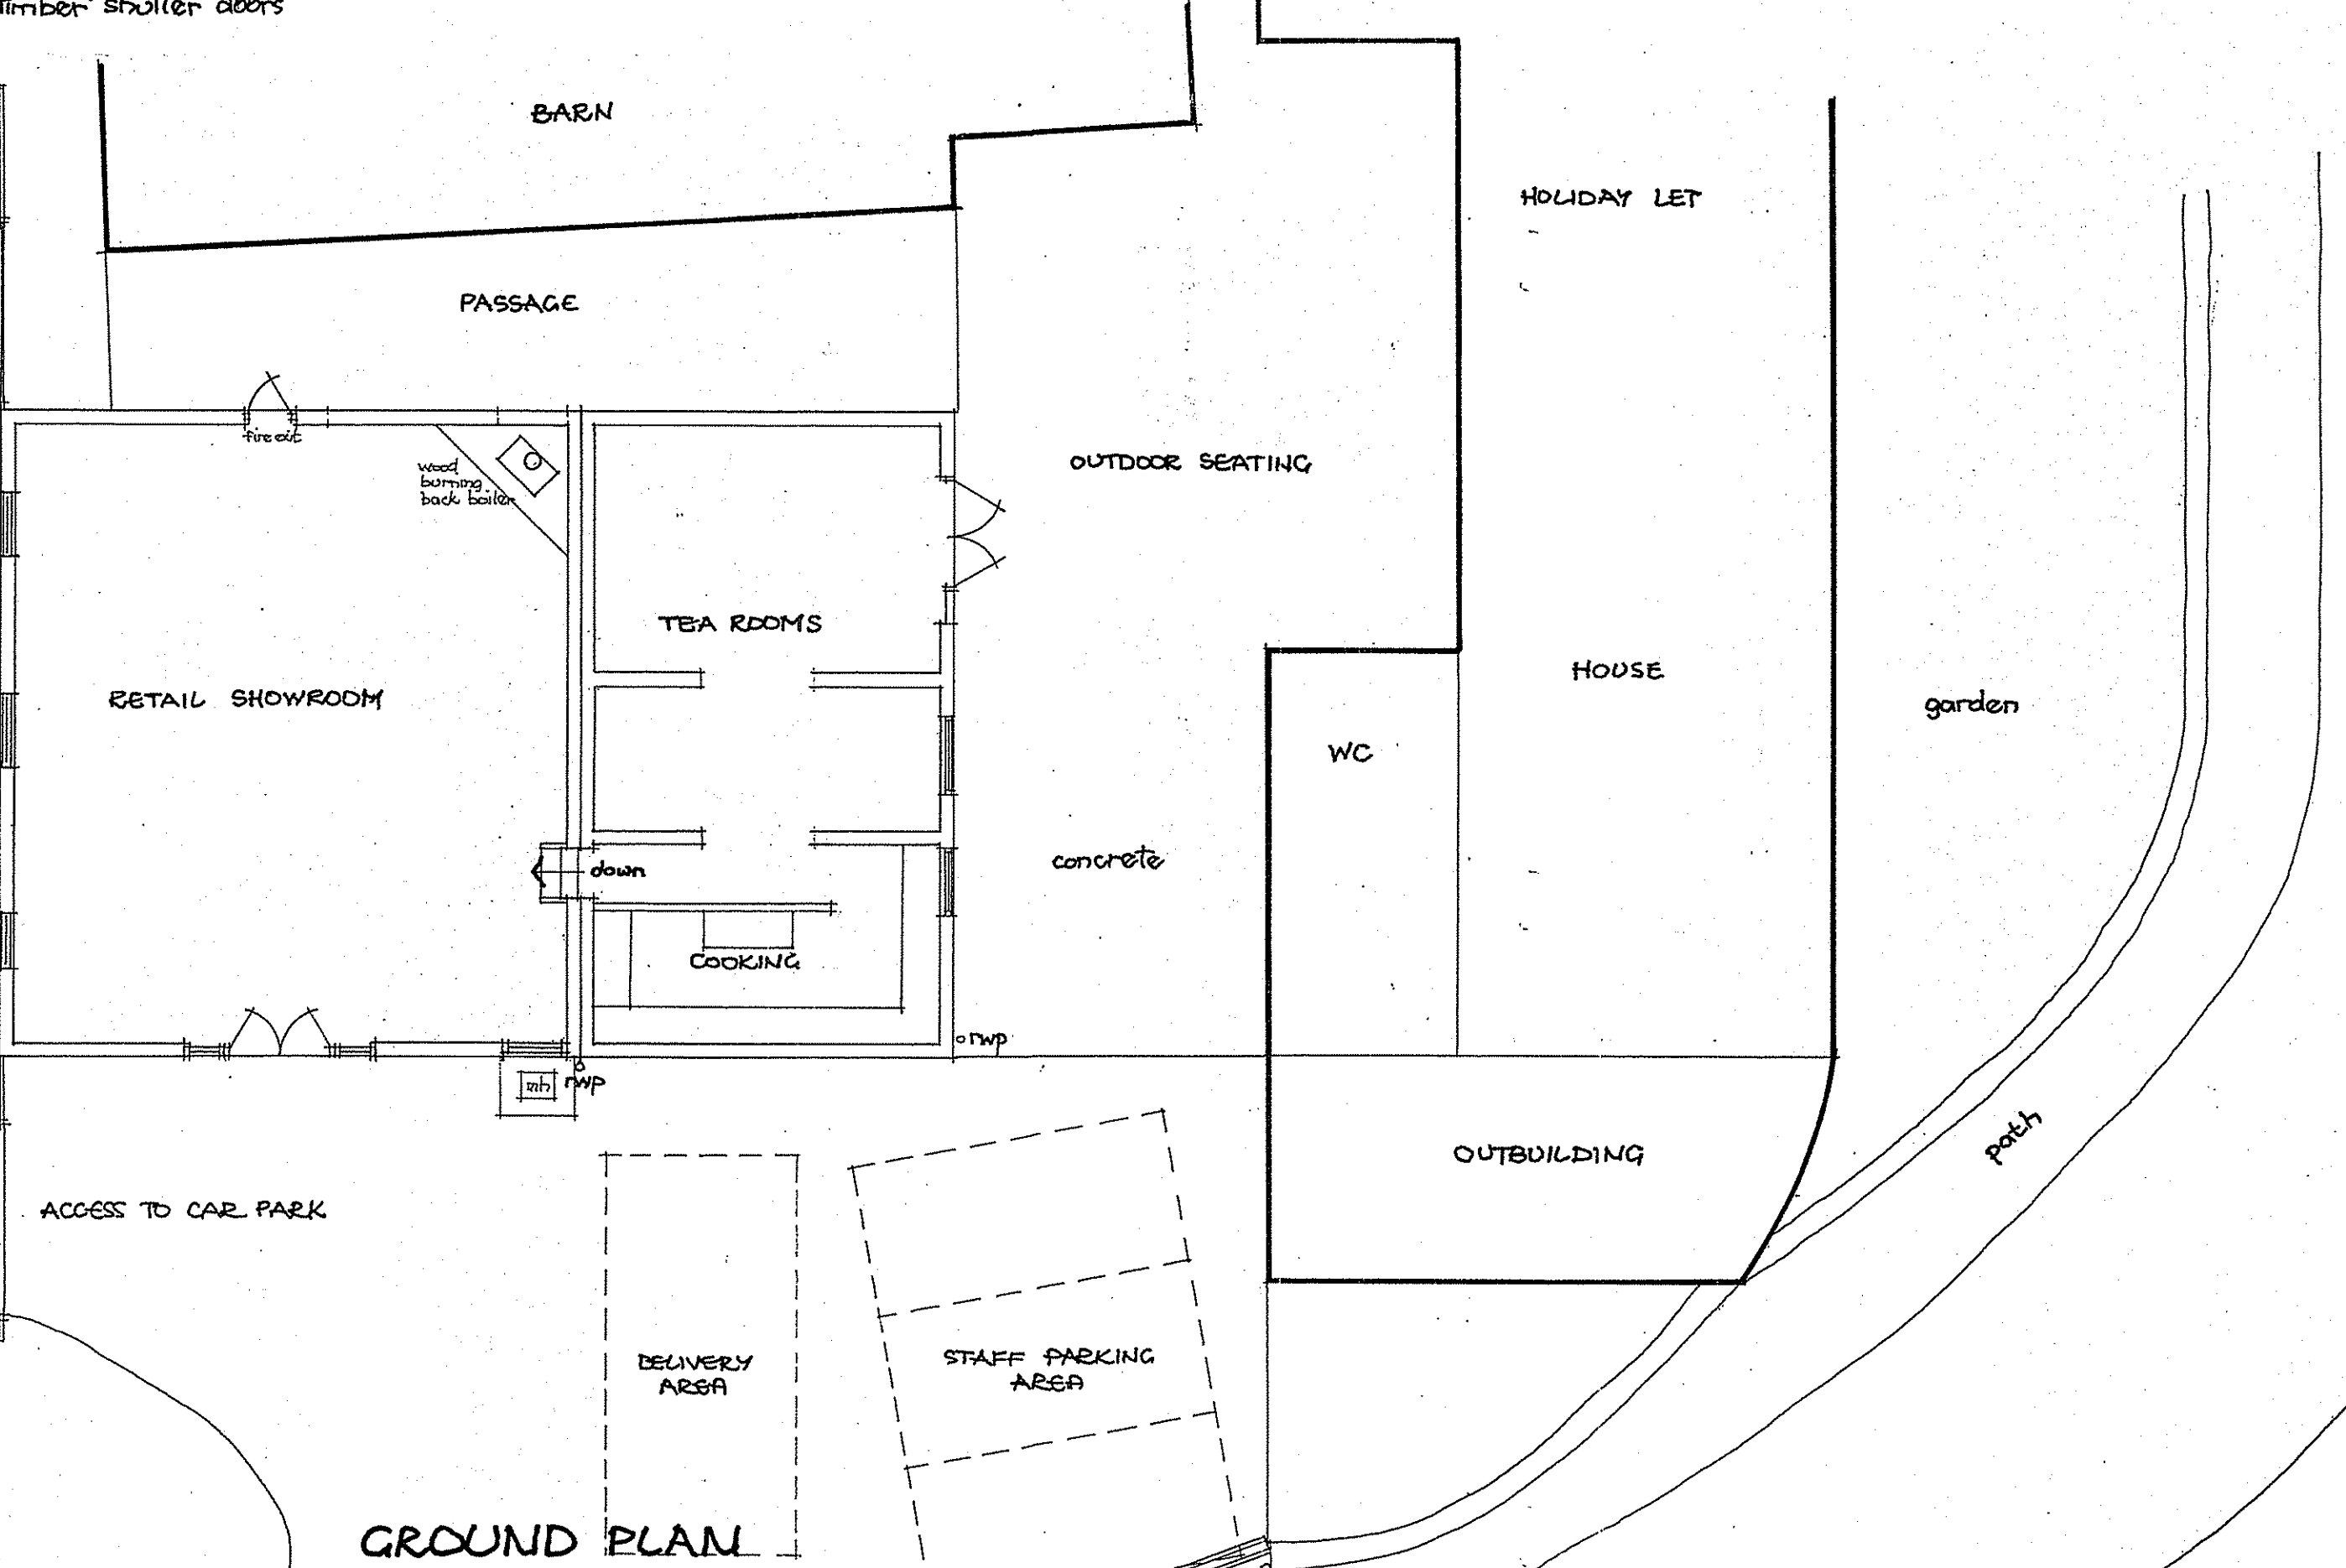 timber shutter doors
BARN
HOLIDAY LET
PASSAGE
fire exit
wood
burning
back boiler
OUTDOOR SEATING
TEA ROOMS
RETAIL SHOWROOM
HOUSE
garden
WC
concrete
down
COOKING
rwp
mh
rwp
path
OUTBUILDING
ACCESS TO CAR PARK
DELIVERY
AREA
STAFF PARKING
AREA
GROUND PLAN